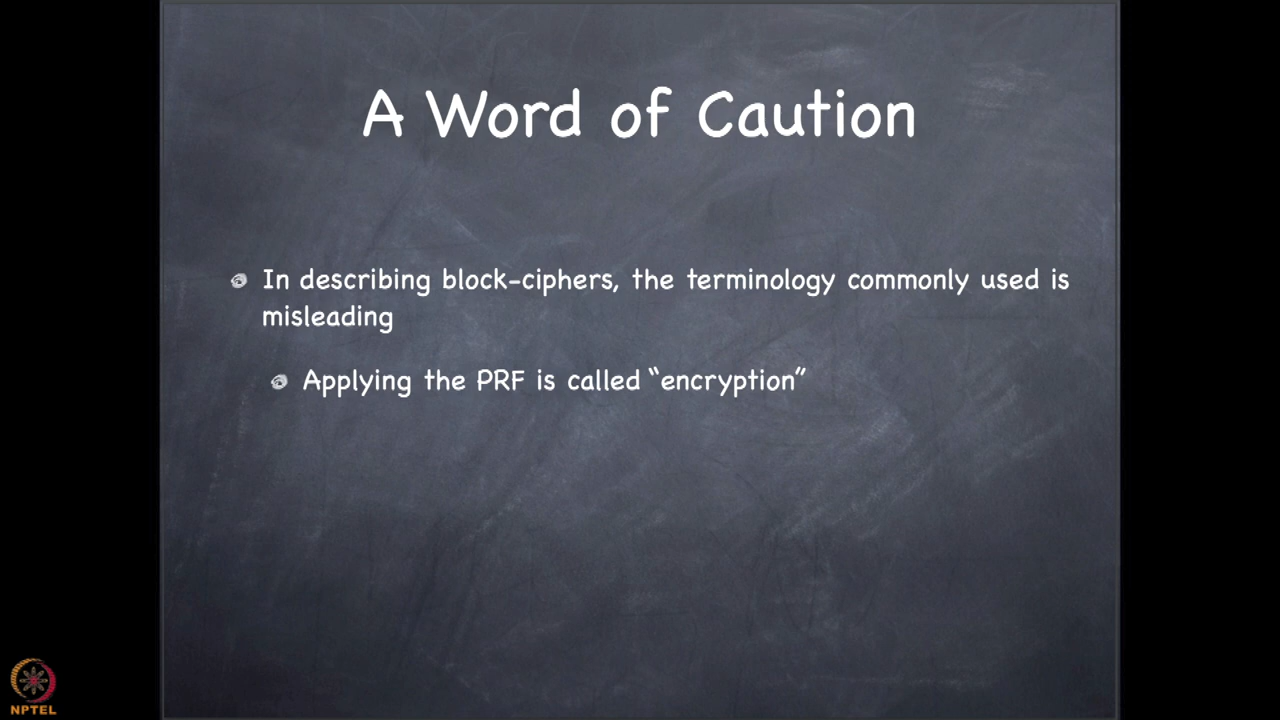 A Word of Caution
In describing block-ciphers, the terminology commonly used is
misleading
Applying the PRF is called “encryption”
NPTEL